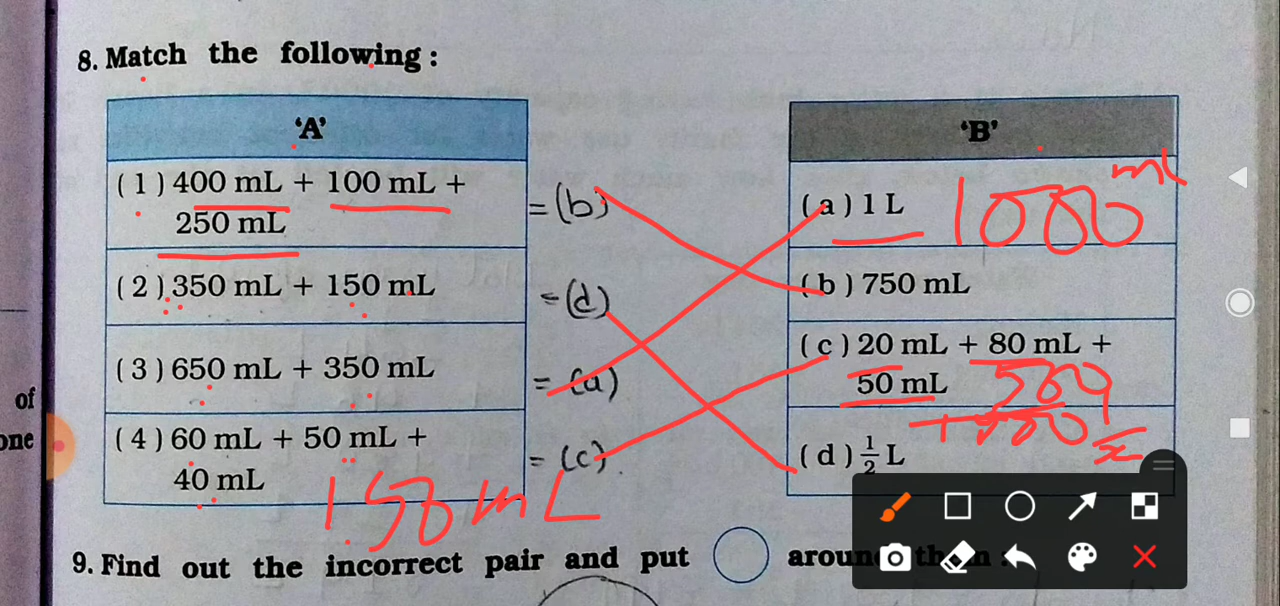 8. Match the following :
'A'
'B'
( 1 ) 400 mL + 100 mL +
250 mL
= (b)
( a ) 1 L
1000 ml
( 2 ) 350 mL + 150 mL
= (d)
( b ) 750 mL
( 3 ) 650 mL + 350 mL
= (a)
( c ) 20 mL + 80 mL +
50 mL
( 4 ) 60 mL + 50 mL +
40 mL
= (c).
150 mL
( d ) 1/2 L
of
one
9. Find out the incorrect pair and put